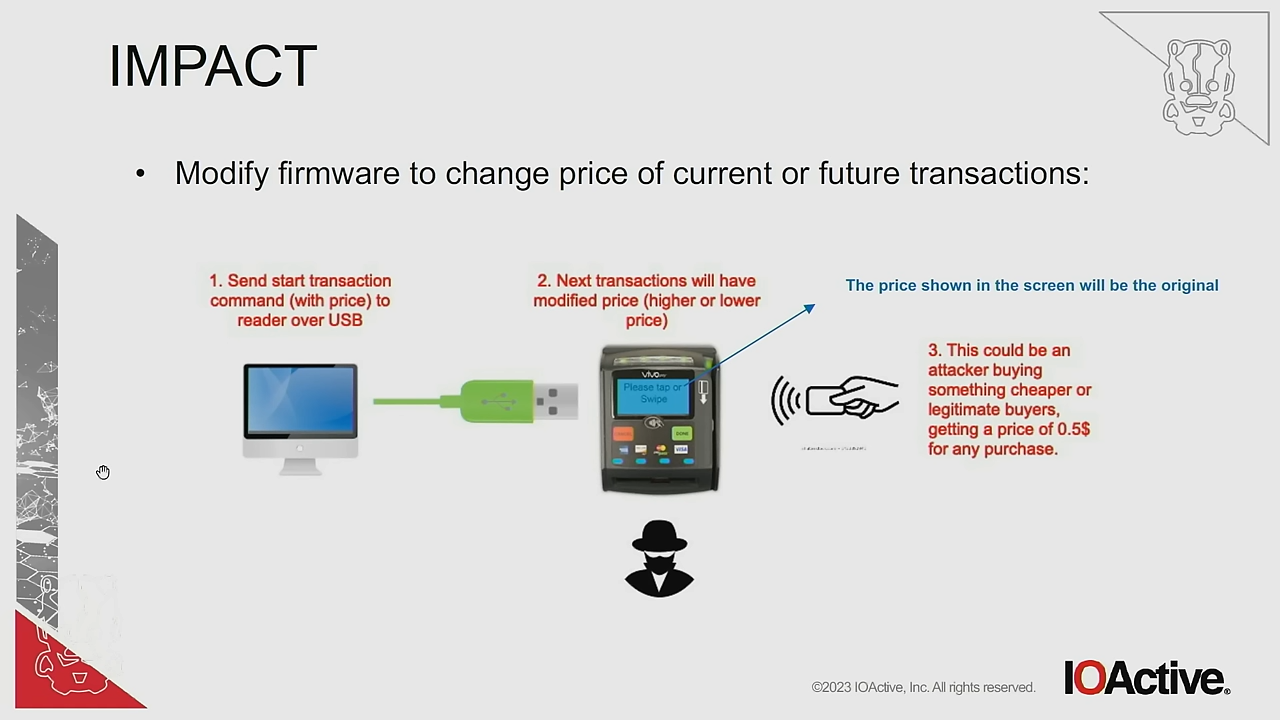 IMPACT
• Modify firmware to change price of current or future transactions:
1. Send start transaction
command (with price) to
reader over USB
2. Next transactions will have
modified price (higher or lower
price)
The price shown in the screen will be the original
ViVOpay
Please tap or
Swipe
DONE
VISA
3. This could be an
attacker buying
something cheaper or
legitimate buyers,
getting a price of 0.5$
for any purchase.
©2023 IOActive, Inc. All rights reserved.
IOActive®